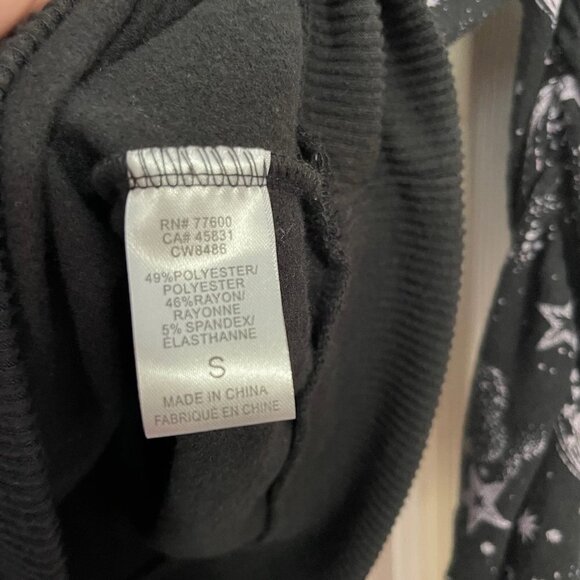 RN# 77600
CA# 45831
CW8486
49%POLYESTER/
POLYESTER
46%RAYON/
RAYONNE
5% SPANDEX/
ÉLASTHANNE
S
MADE IN CHINA
FABRIQUÉ EN CHINE